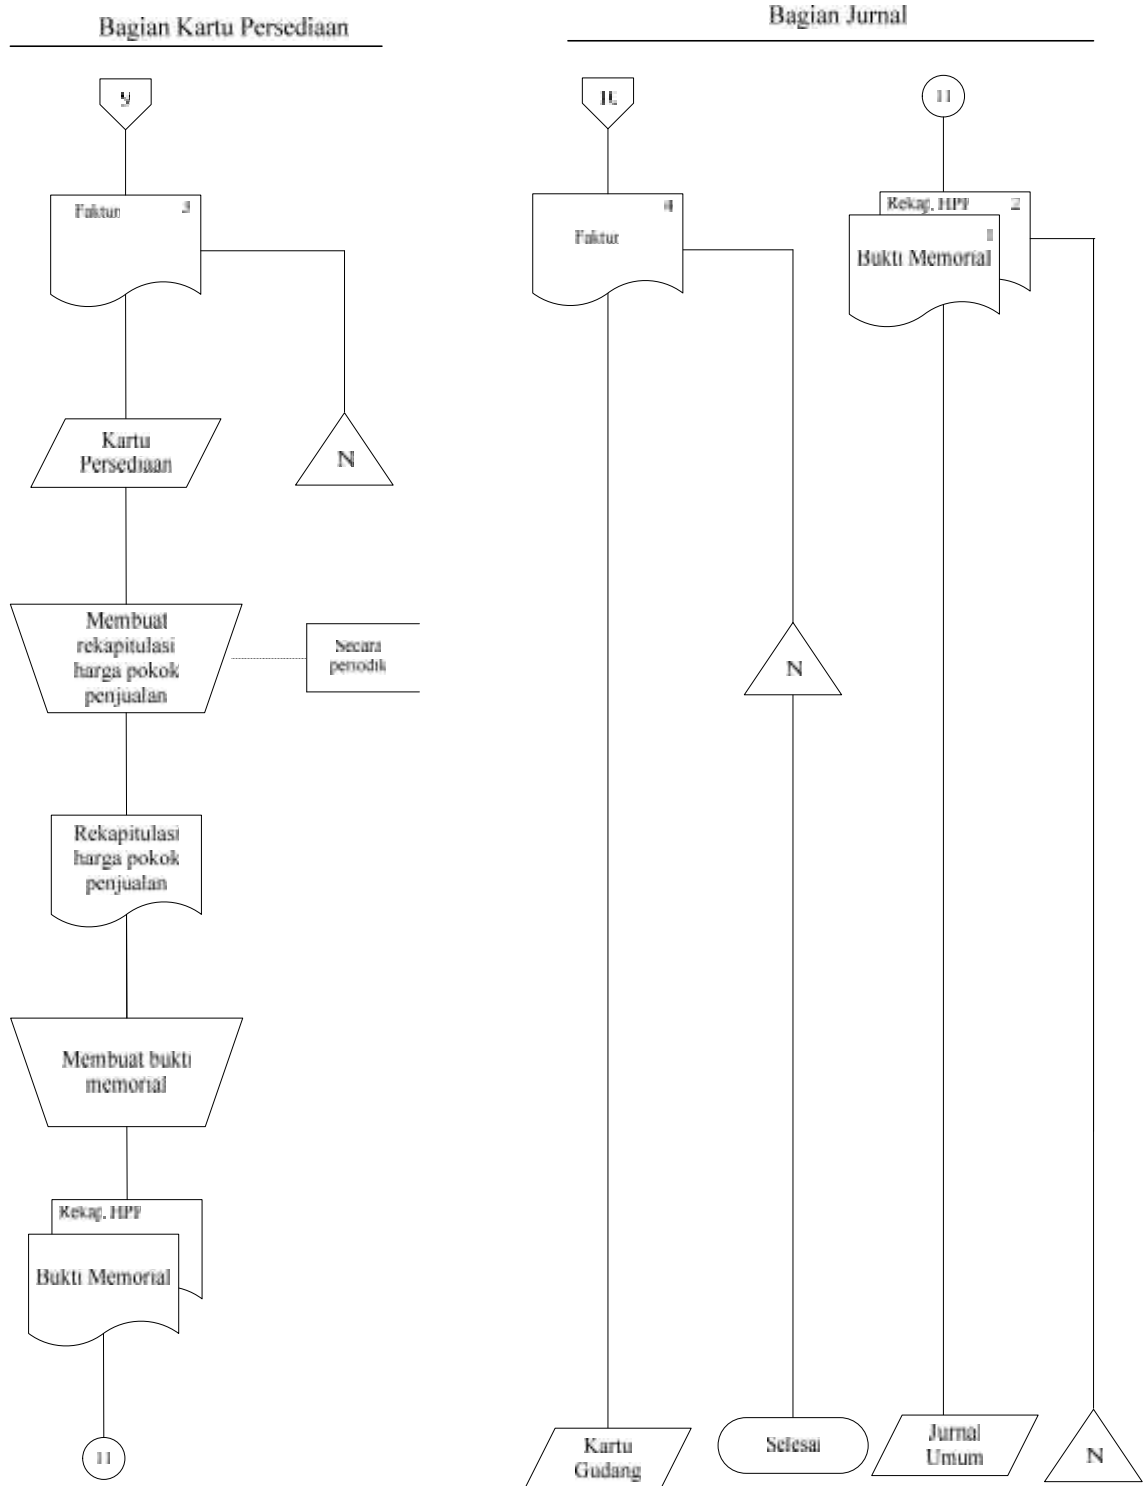 Bagian Kartu Persediaan
9
Faktur
3
Kartu
Persediaan
N
Membuat
rekapitulasi
harga pokok
penjualan
Secara
periodik
Rekapitulasi
harga pokok
penjualan
Membuat bukti
memorial
Rekap. HPP
Bukti Memorial
11
Bagian Jurnal
10
Faktur
4
N
Kartu
Gudang
Selesai
11
Rekap. HPP
2
1
Bukti Memorial
Jurnal
Umum
N